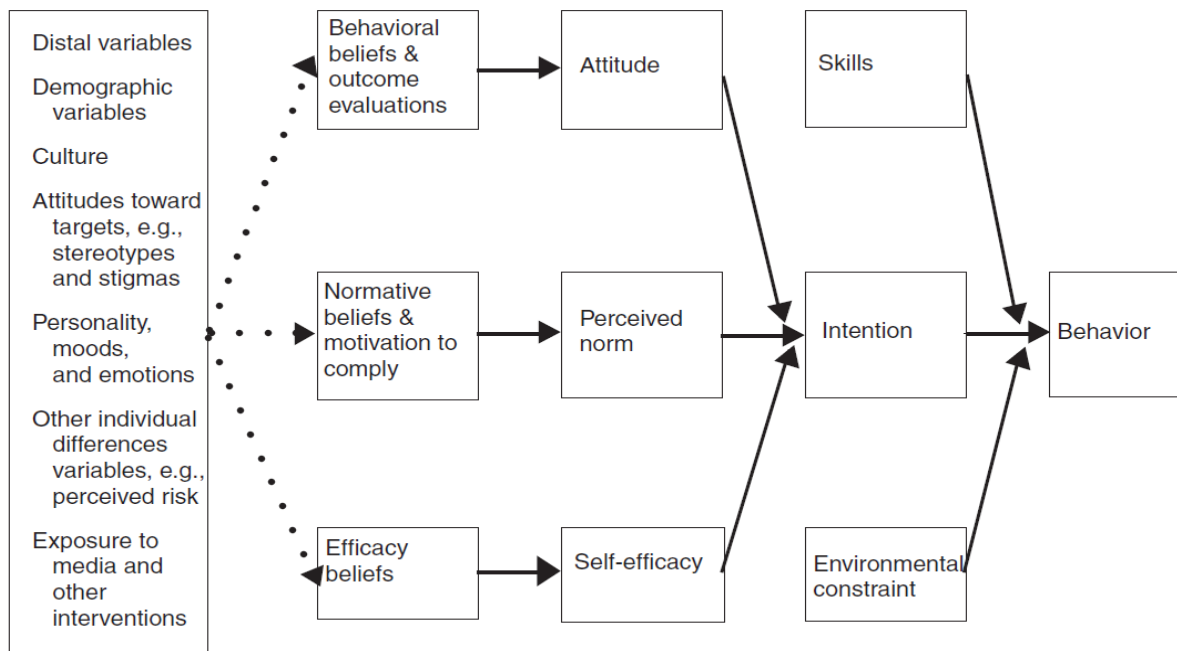 Distal variables
Demographic
variables
Culture
Attitudes toward
targets, e.g.,
stereotypes
and stigmas
Personality,
moods,
and emotions
Other individual
differences
variables, e.g.,
perceived risk
Exposure to
media and
other
interventions
Behavioral
beliefs &
outcome
evaluations
Attitude
Skills
Normative
beliefs &
motivation to
comply
Perceived
norm
Intention
Behavior
Efficacy
beliefs
Self-efficacy
Environmental
constraint